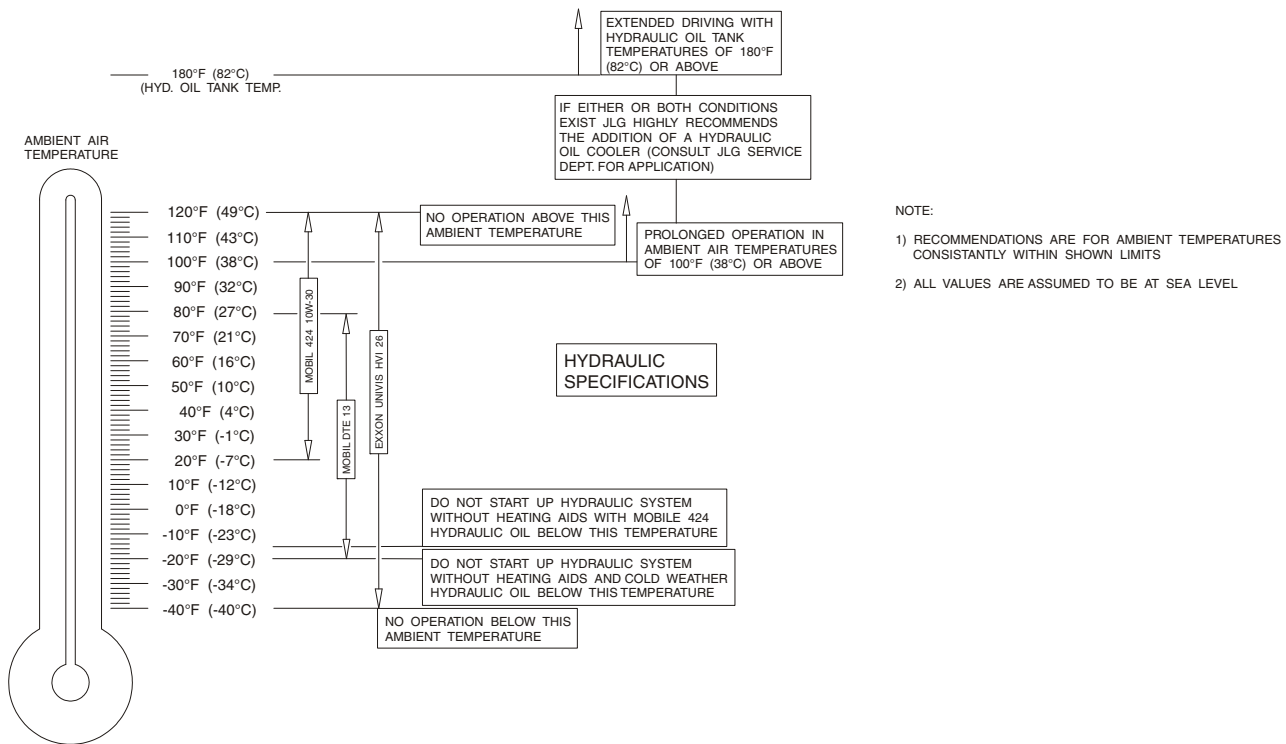 EXTENDED DRIVING WITH
HYDRAULIC OIL TANK
TEMPERATURES OF 180°F
(82°C) OR ABOVE
180°F (82°C)
(HYD. OIL TANK TEMP.
IF EITHER OR BOTH CONDITIONS
EXIST JLG HIGHLY RECOMMENDS
THE ADDITION OF A HYDRAULIC
OIL COOLER (CONSULT JLG SERVICE
DEPT. FOR APPLICATION)
AMBIENT AIR
TEMPERATURE
120°F (49°C)
110°F (43°C)
100°F (38°C)
90°F (32°C)
80°F (27°C)
70°F (21°C)
60°F (16°C)
50°F (10°C)
40°F (4°C)
30°F (-1°C)
20°F (-7°C)
10°F (-12°C)
0°F (-18°C)
-10°F (-23°C)
-20°F (-29°C)
-30°F (-34°C)
-40°F (-40°C)
MOBIL 424 10W-30
MOBIL DTE 13
EXXON UNIVIS HVI 26
NO OPERATION ABOVE THIS
AMBIENT TEMPERATURE
PROLONGED OPERATION IN
AMBIENT AIR TEMPERATURES
OF 100°F (38°C) OR ABOVE
HYDRAULIC
SPECIFICATIONS
DO NOT START UP HYDRAULIC SYSTEM
WITHOUT HEATING AIDS WITH MOBILE 424
HYDRAULIC OIL BELOW THIS TEMPERATURE
DO NOT START UP HYDRAULIC SYSTEM
WITHOUT HEATING AIDS AND COLD WEATHER
HYDRAULIC OIL BELOW THIS TEMPERATURE
NO OPERATION BELOW THIS
AMBIENT TEMPERATURE
NOTE:
1) RECOMMENDATIONS ARE FOR AMBIENT TEMPERATURES
CONSISTANTLY WITHIN SHOWN LIMITS
2) ALL VALUES ARE ASSUMED TO BE AT SEA LEVEL